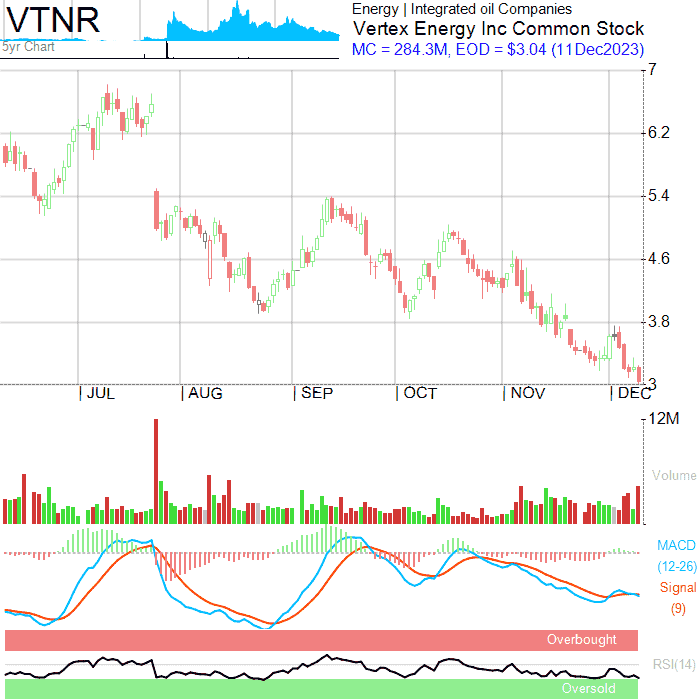 VTNR
5yr Chart
Energy | Integrated oil Companies
Vertex Energy Inc Common Stock
MC = 284.3M, EOD = $3.04 (11Dec2023)
7
6.2
5.4
4.6
3.8
3
JUL AUG SEP OCT NOV DEC
12M
Volume
MACD
(12-26)
Signal
(9)
Overbought
RSI(14)
Oversold